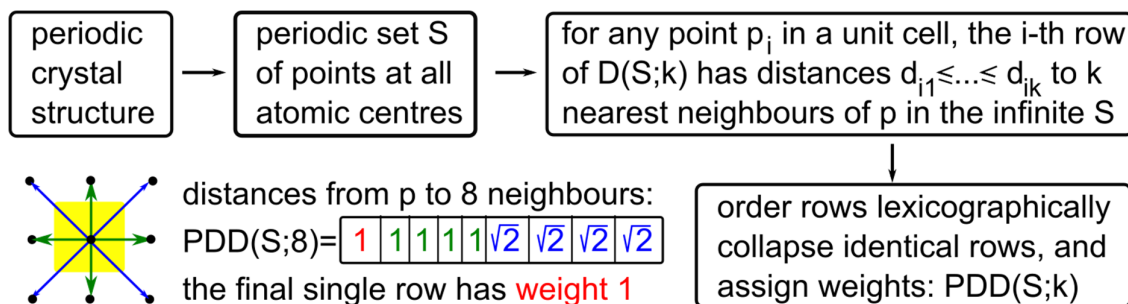 periodic
crystal
structure
periodic set S
of points at all
atomic centres
for any point pᵢ in a unit cell, the i-th row
of D(S;k) has distances dᵢ₁≤...≤ dᵢₖ to k
nearest neighbours of p in the infinite S
distances from p to 8 neighbours:
PDD(S;8)= 1 1 1 1 1 √2 √2 √2 √2
the final single row has weight 1
order rows lexicographically
collapse identical rows, and
assign weights: PDD(S;k)